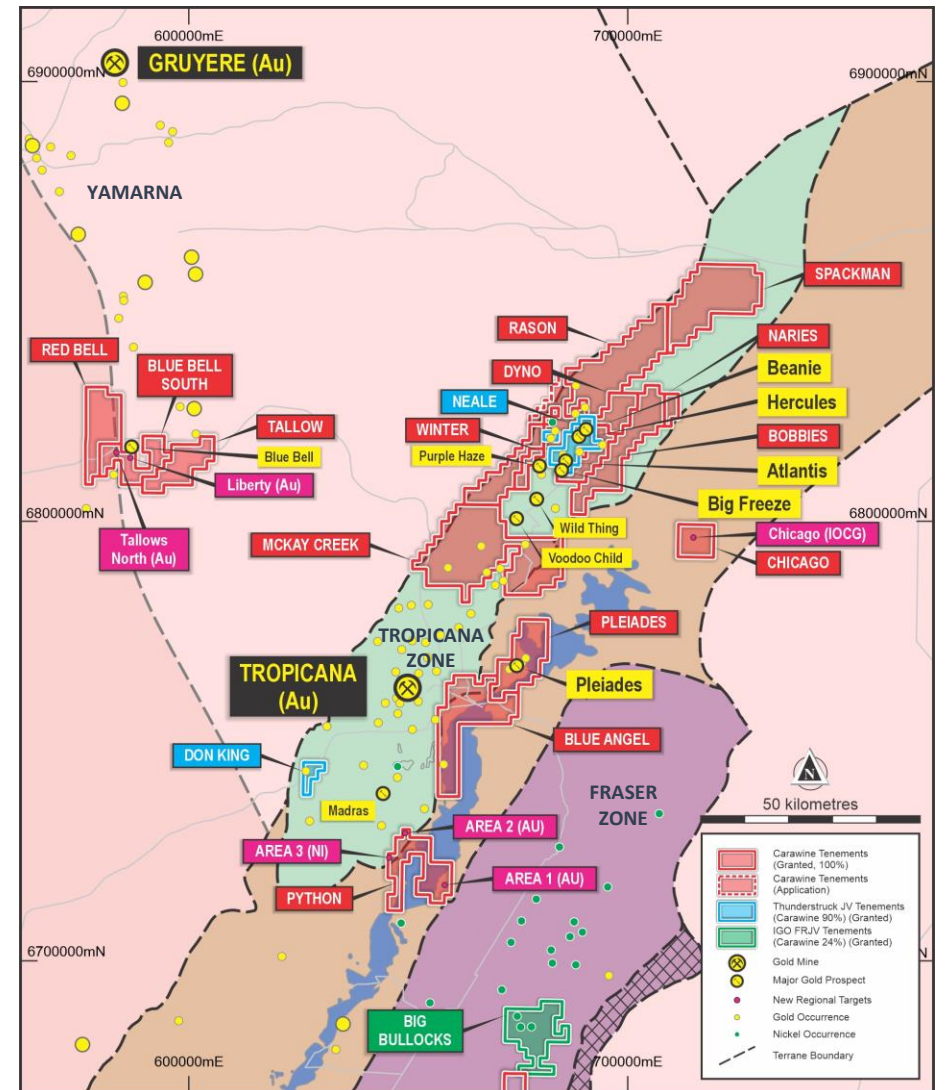 600000mE
700000mE
6900000mN
6900000mN
GRUYERE (Au)
YAMARNA
SPACKMAN
RASON
NARIES
RED BELL
BLUE BELL
SOUTH
DYNO
Beanie
NEALE
Hercules
TALLOW
WINTER
BOBBIES
Blue Bell
Purple Haze
Atlantis
Liberty (Au)
Big Freeze
6800000mN
6800000mN
Wild Thing
Chicago (IOCG)
Tallows
North (Au)
MCKAY CREEK
Voodoo Child
CHICAGO
PLEIADES
TROPICANA
ZONE
TROPICANA
(Au)
Pleiades
BLUE ANGEL
DON KING
N
FRASER
ZONE
50 kilometres
Madras
AREA 2 (AU)
AREA 3 (NI)
AREA 1 (AU)
PYTHON
Carawine Tenements
(Granted, 100%)
Carawine Tenements
(Application)
Thunderstruck JV Tenements
(Carawine 90%) (Granted)
IGO FRJV Tenements
(Carawine 24%) (Granted)
Gold Mine
Major Gold Prospect
New Regional Targets
Gold Occurrence
Nickel Occurrence
Terrane Boundary
6700000mN
6700000mN
BIG
BULLOCKS
600000mE
700000mE